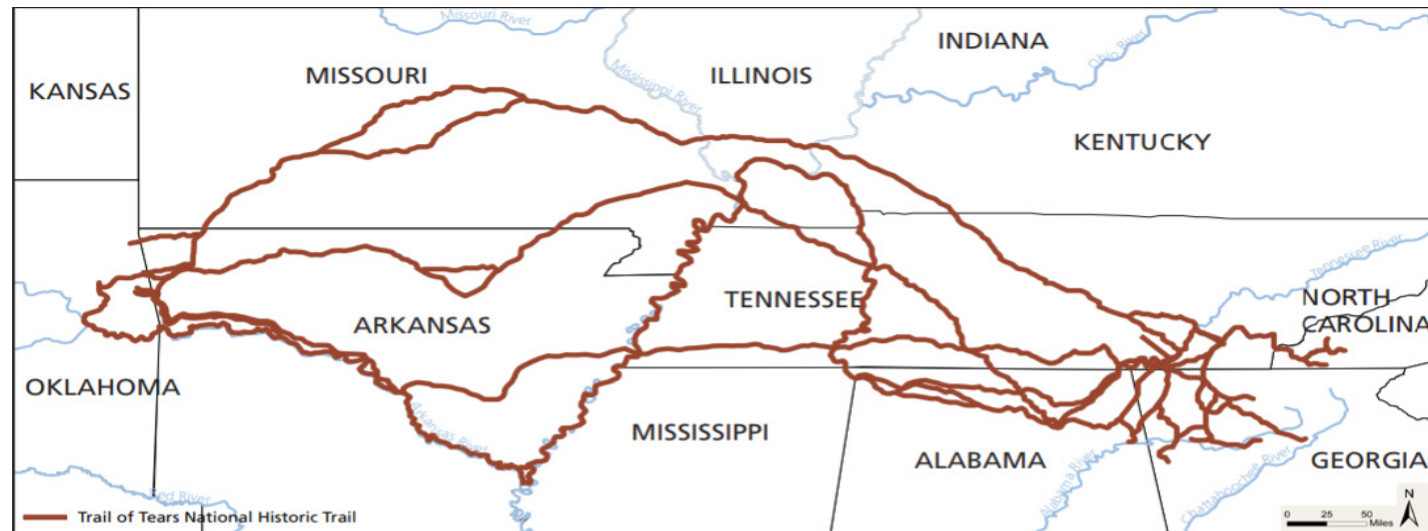 Missouri River
INDIANA
Ohio River
MISSOURI
ILLINOIS
Mississippi River
KANSAS
KENTUCKY
Tennessee River
NORTH
CAROLINA
TENNESSEE
ARKANSAS
OKLAHOMA
Arkansas River
MISSISSIPPI
ALABAMA
Alabama River
Chattahoochee River
GEORGIA
Red River
Trail of Tears National Historic Trail
0 25 50
Miles
N